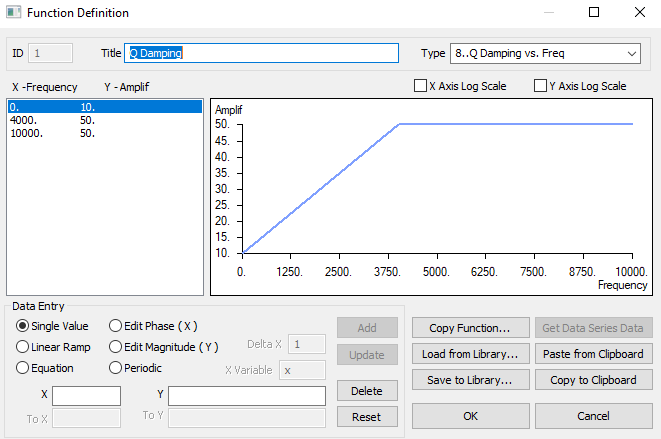 Function Definition
ID 1 Title Q Damping Type 8..Q Damping vs. Freq
X -Frequency Y - Amplif X Axis Log Scale Y Axis Log Scale
0. 10.
4000. 50.
10000. 50.
Amplif
50.
45.
40.
35.
30.
25.
20.
15.
10.
0. 1250. 2500. 3750. 5000. 6250. 7500. 8750. 10000.
Frequency
Data Entry
Single Value Edit Phase ( X ) Add
Linear Ramp Edit Magnitude ( Y ) Delta X 1 Update
Equation Periodic X Variable x
X Y Delete
To X To Y Reset
Copy Function... Get Data Series Data
Load from Library... Paste from Clipboard
Save to Library... Copy to Clipboard
OK Cancel